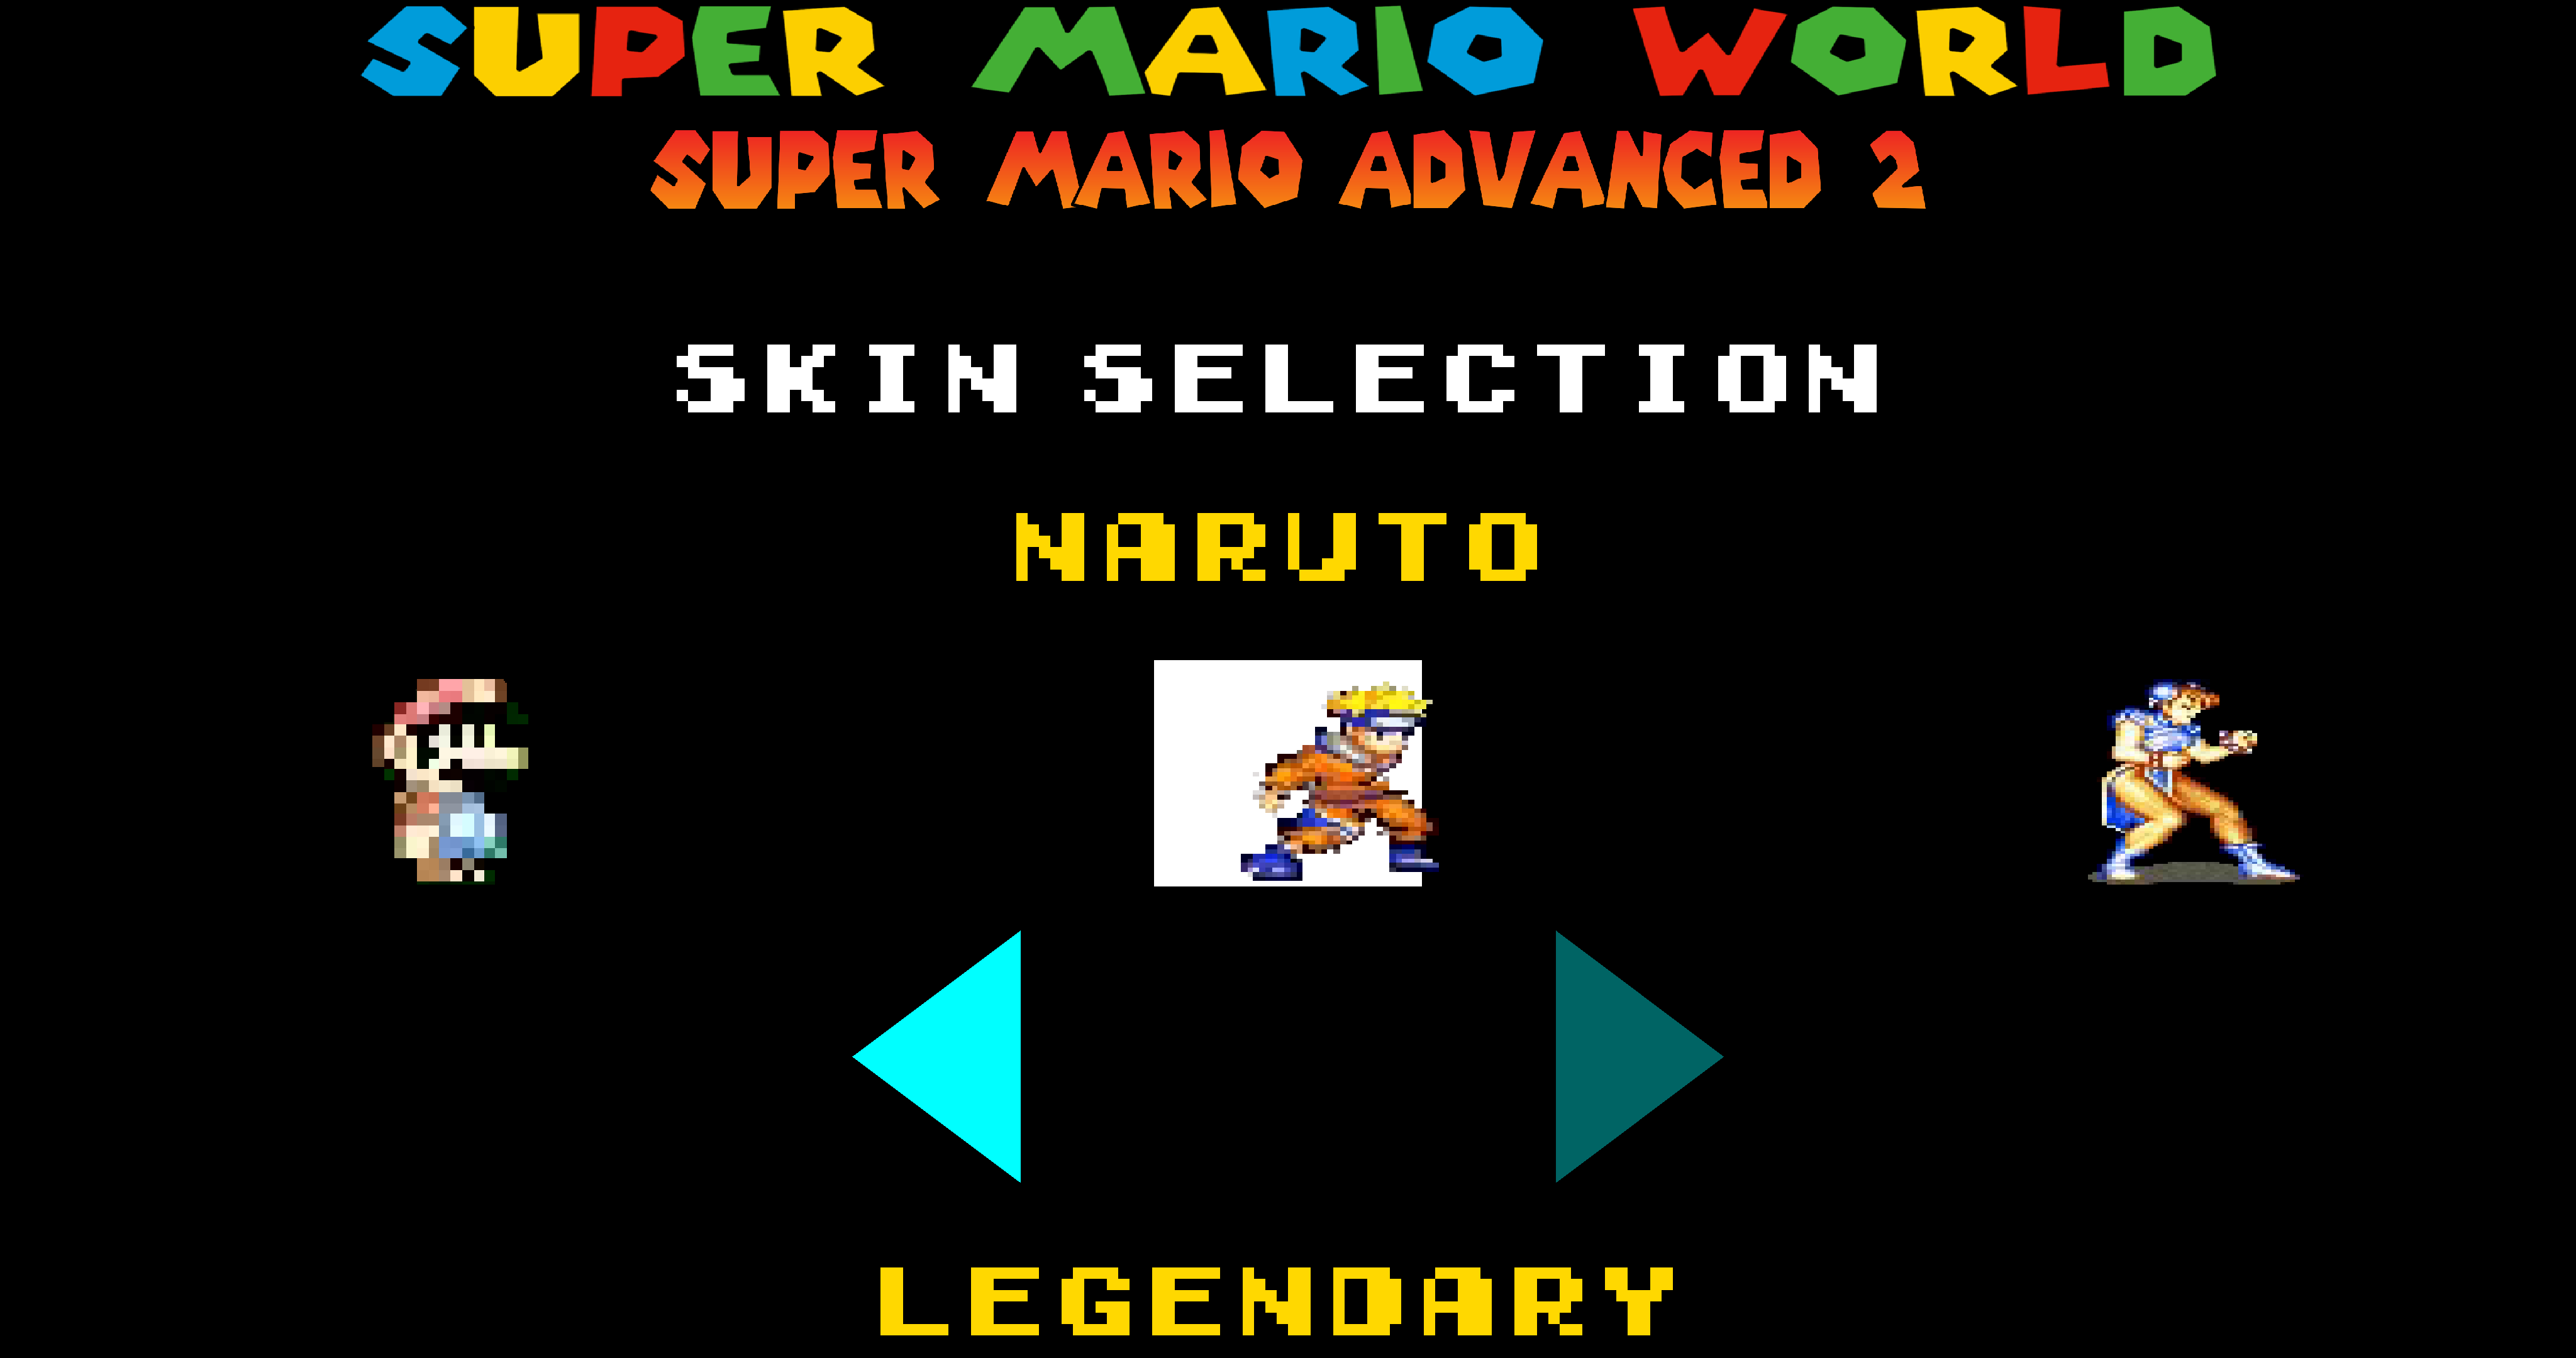 SUPER MARIO WORLD
SUPER MARIO ADVANCED 2
SKIN SELECTION
NARUTO
LEGENDARY